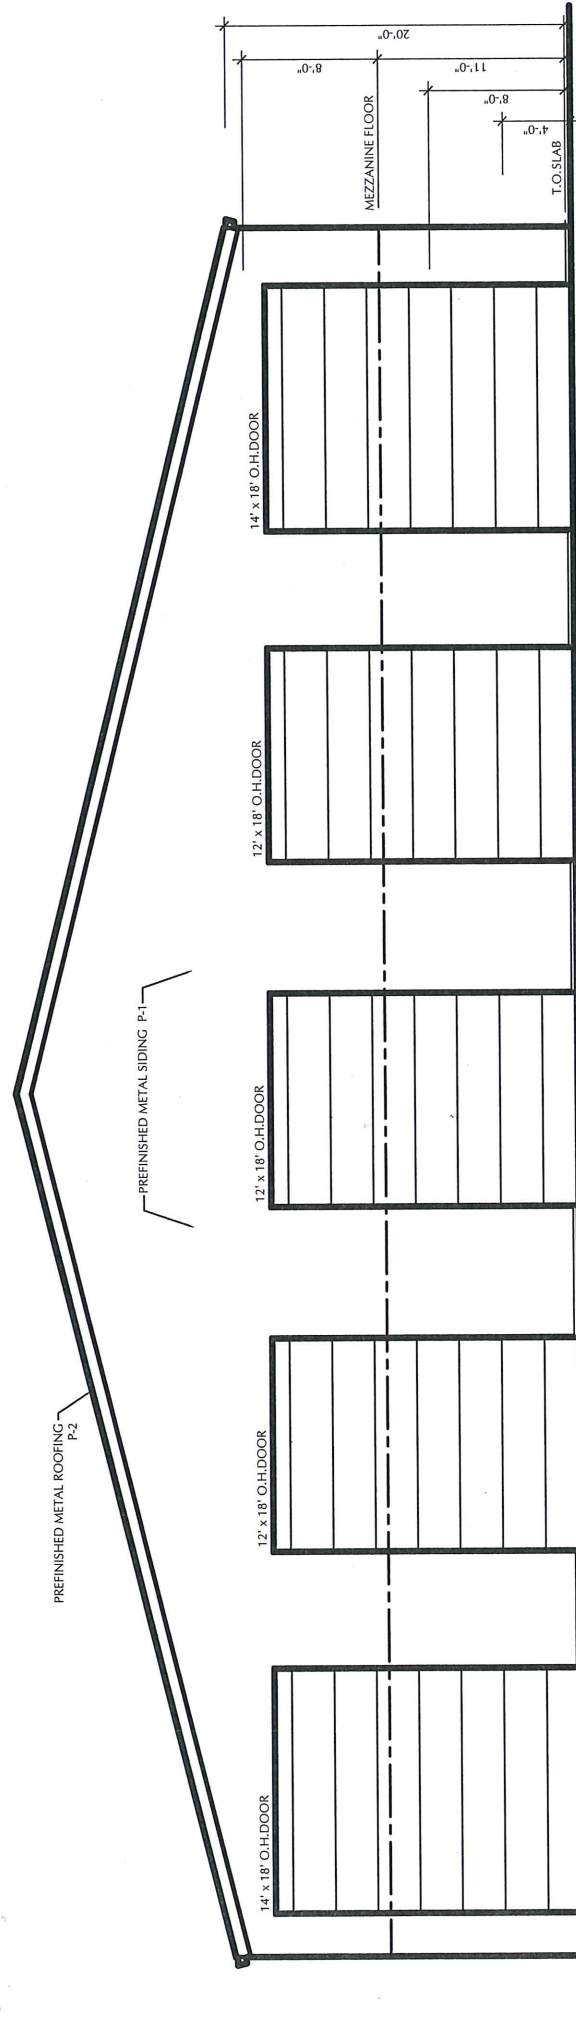 PREFINISHED METAL ROOFING
P-2
PREFINISHED METAL SIDING P-1
14' x 18' O.H.DOOR
12' x 18' O.H.DOOR
12' x 18' O.H.DOOR
12' x 18' O.H.DOOR
14' x 18' O.H.DOOR
MEZZANINE FLOOR
T.O.SLAB
20'-0"
8'-0"
11'-0"
8'-0"
4'-0"